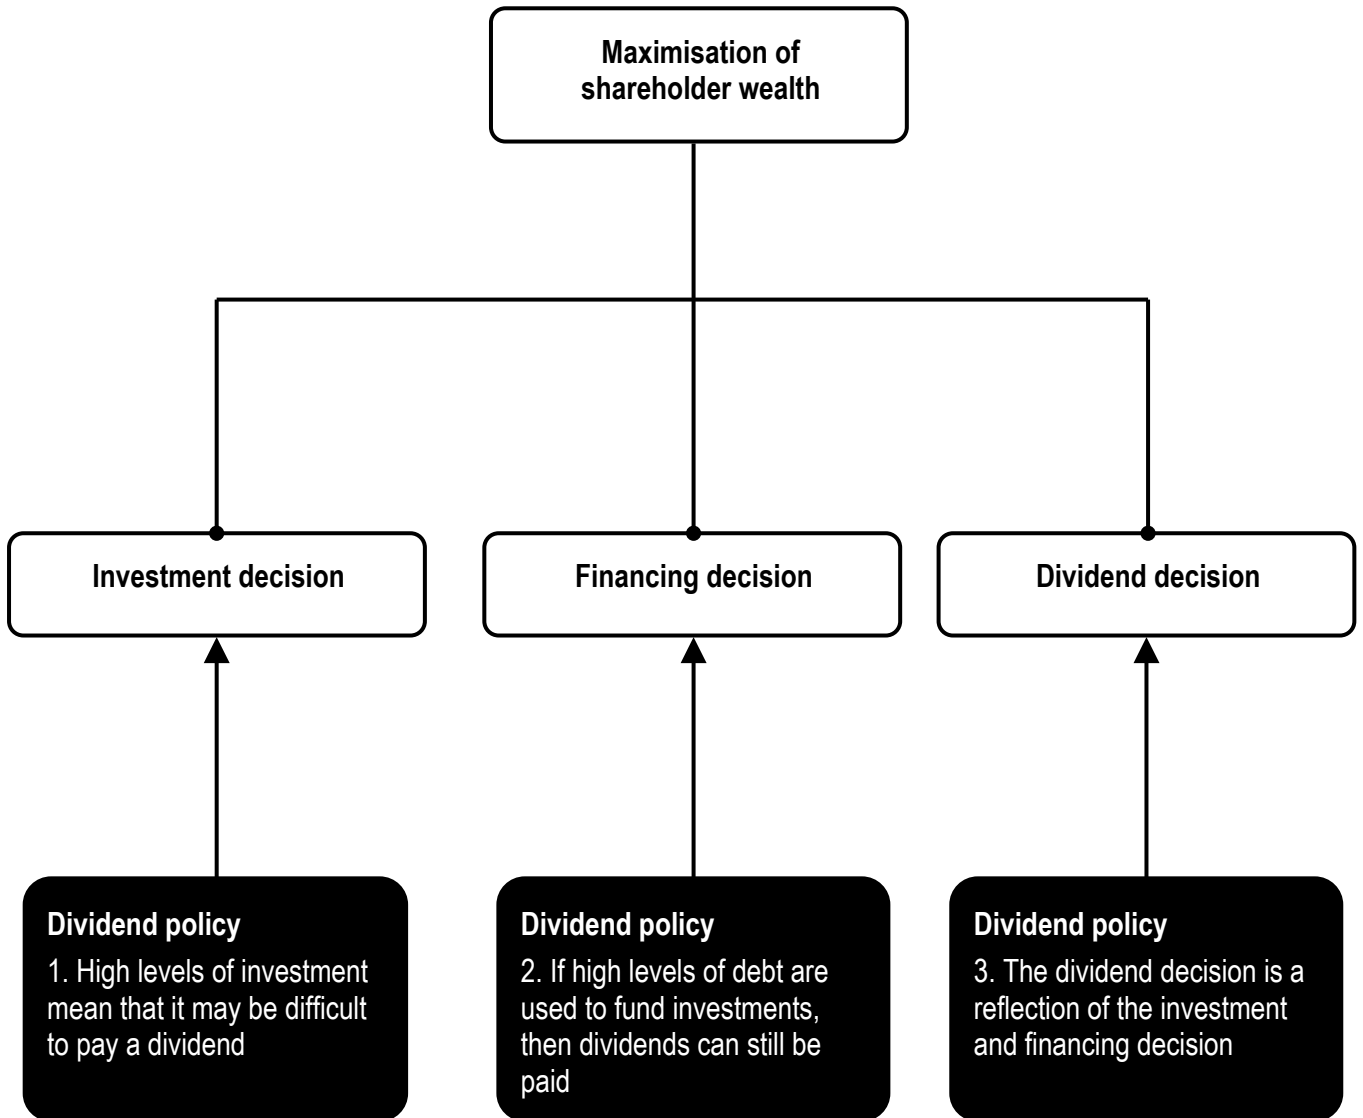 Maximisation of
shareholder wealth
Investment decision
Financing decision
Dividend decision
Dividend policy
1. High levels of investment
mean that it may be difficult
to pay a dividend
Dividend policy
2. If high levels of debt are
used to fund investments,
then dividends can still be
paid
Dividend policy
3. The dividend decision is a
reflection of the investment
and financing decision